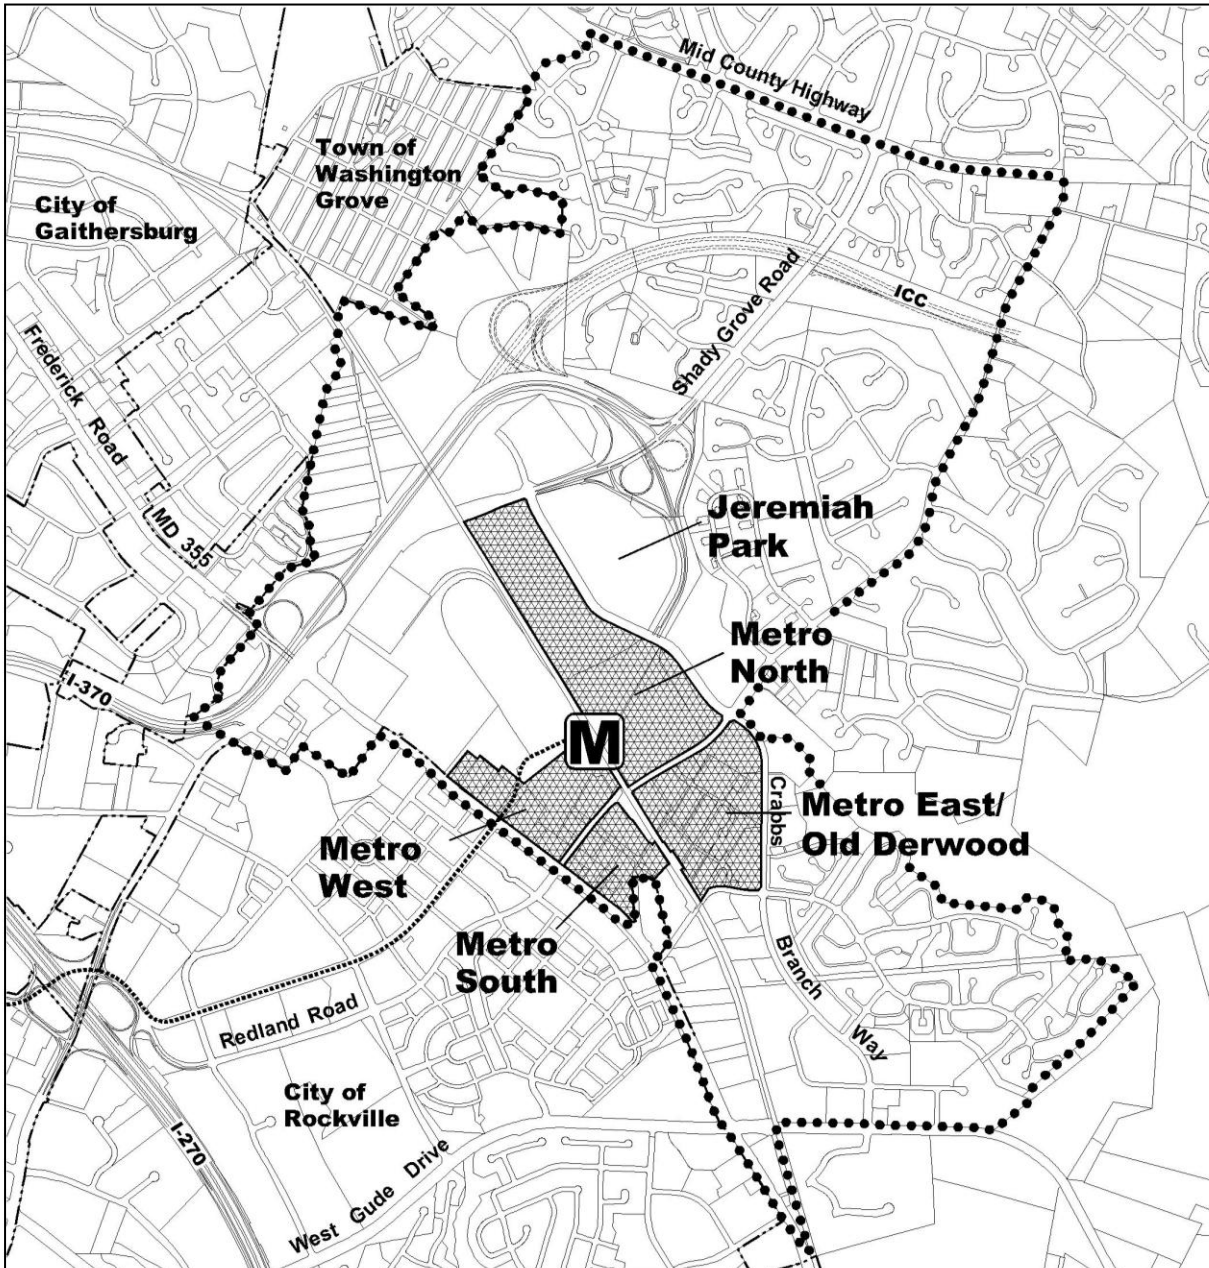 Mid County Highway
Town of
Washington
Grove
City of
Gaithersburg
Shady Grove Road
ICC
Frederick Road
MD 355
Jeremiah
Park
Metro
North
I-370
M
Crabbs
Metro East/
Old Derwood
Metro
West
Metro
South
Branch
Way
Redland Road
City of
Rockville
I-270
West Gude Drive